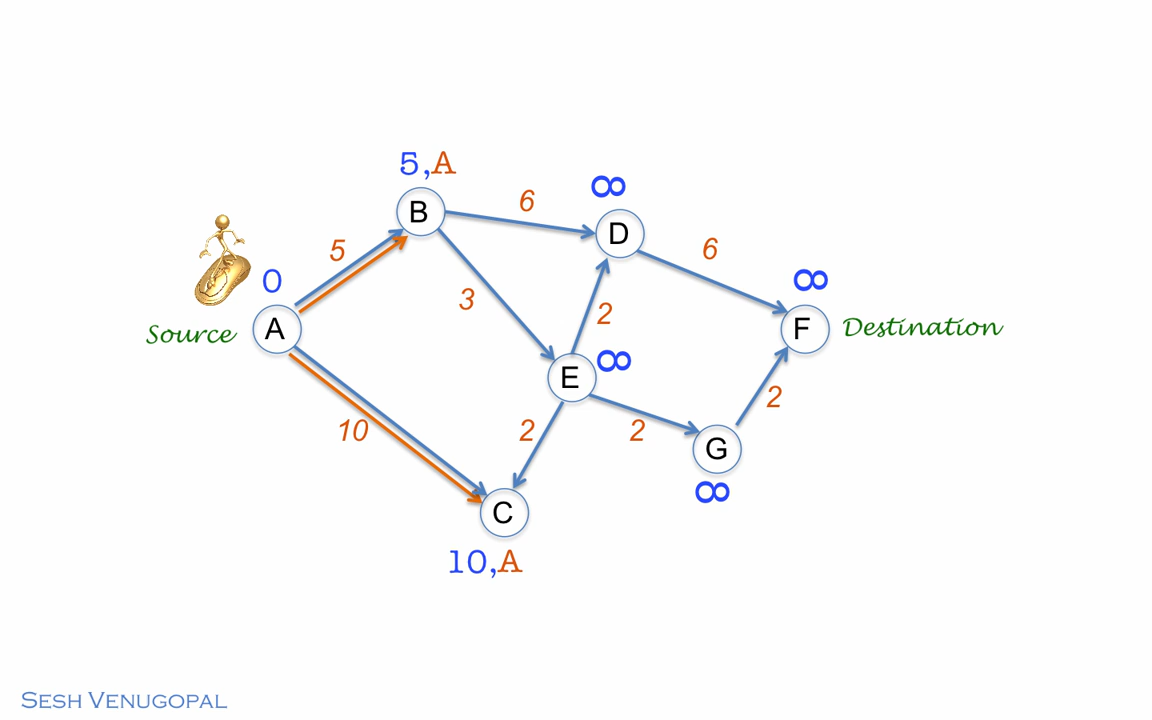 5,A
B
6
∞
D
5
6
0
3
∞
Source
A
2
F
Destination
∞
E
10
2
2
2
G
∞
C
10,A
SESH VENUGOPAL